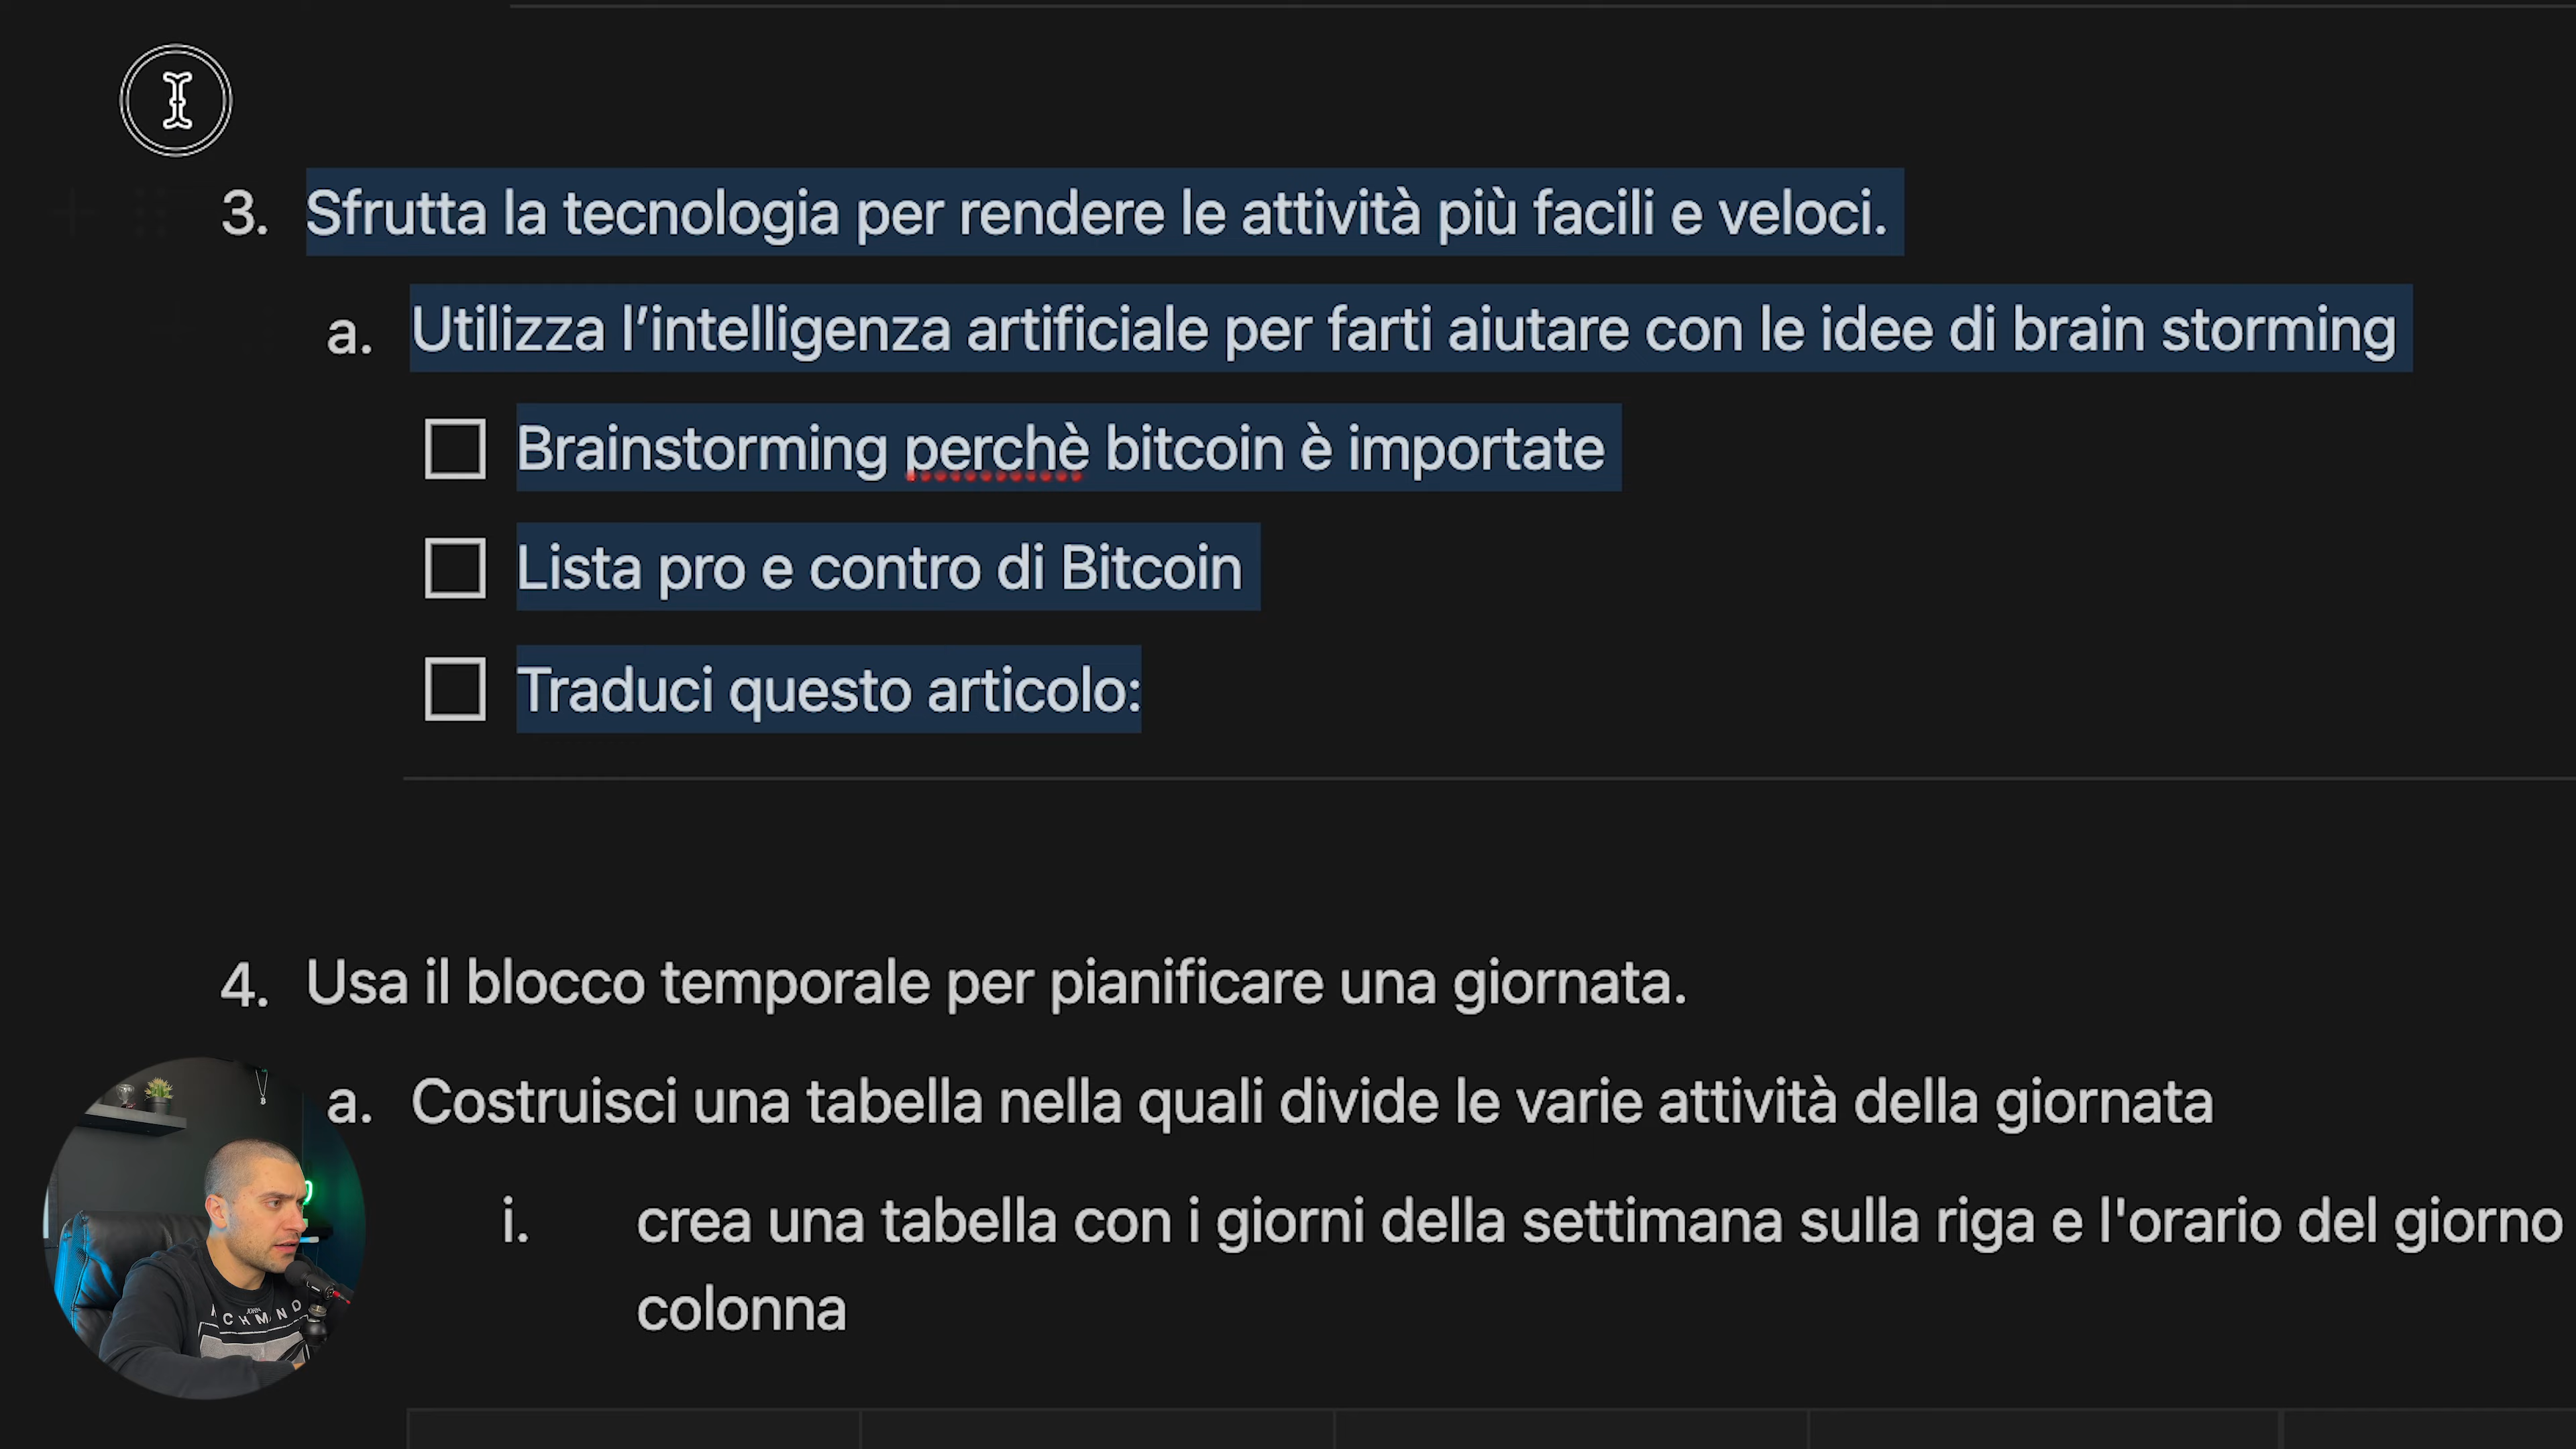 3. Sfrutta la tecnologia per rendere le attività più facili e veloci.
a. Utilizza l’intelligenza artificiale per farti aiutare con le idee di brain storming
Brainstorming perchè bitcoin è importate
Lista pro e contro di Bitcoin
Traduci questo articolo:
4. Usa il blocco temporale per pianificare una giornata.
a. Costruisci una tabella nella quali divide le varie attività della giornata
i. crea una tabella con i giorni della settimana sulla riga e l'orario del giorno
colonna
JOHN